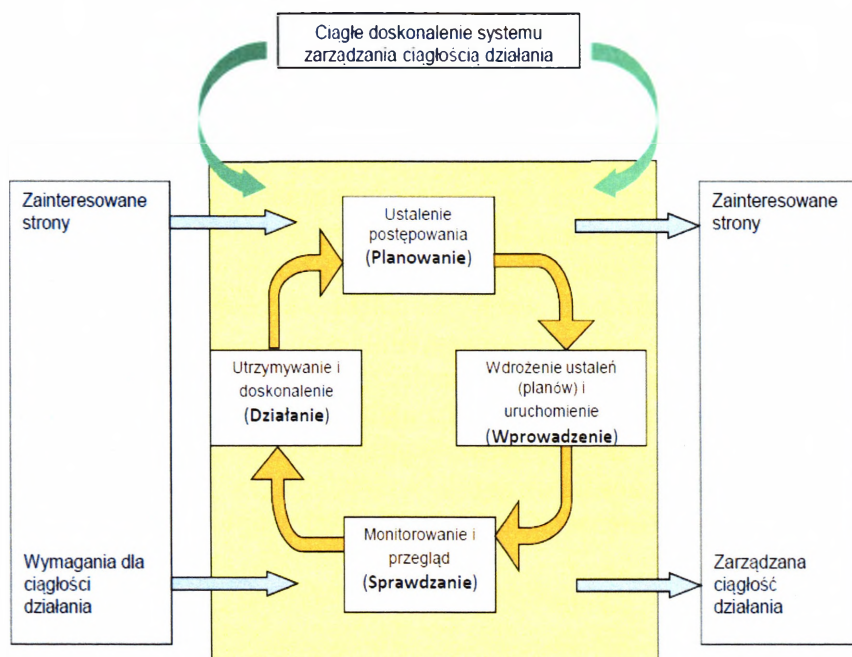 Ciągłe doskonalenie systemu
zarządzania ciągłością działania
Zainteresowane
strony
Ustalenie
postępowania
(Planowanie)
Zainteresowane
strony
Utrzymywanie i
doskonalenie
(Działanie)
Wdrożenie ustaleń
(planów) i
uruchomienie
(Wprowadzenie)
Wymagania dla
ciągłości
działania
Monitorowanie i
przegląd
(Sprawdzanie)
Zarządzana
ciągłość
działania